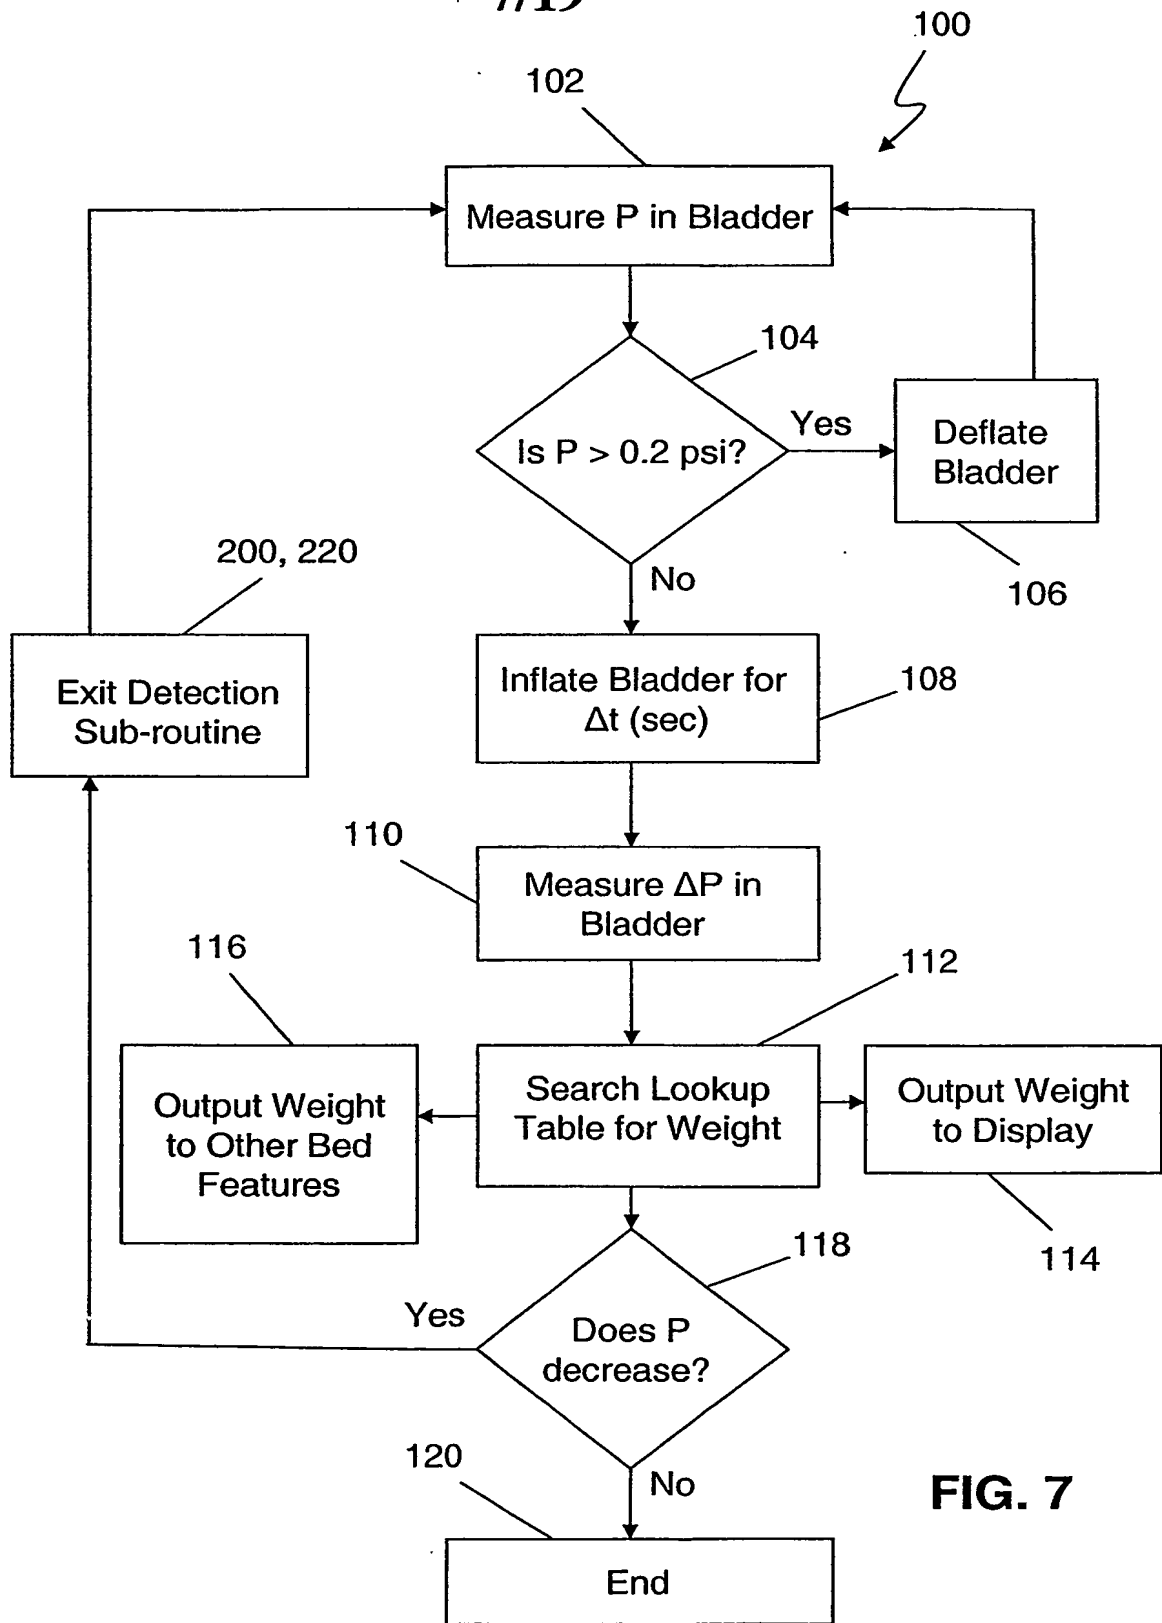 100
102
Measure P in Bladder
104
Is P > 0.2 psi?
Yes
Deflate
Bladder
106
No
200, 220
Exit Detection
Sub-routine
Inflate Bladder for
Δt (sec)
108
110
Measure ΔP in
Bladder
116
112
Output Weight
to Other Bed
Features
Search Lookup
Table for Weight
Output Weight
to Display
114
118
Yes
Does P
decrease?
120
No
FIG. 7
End